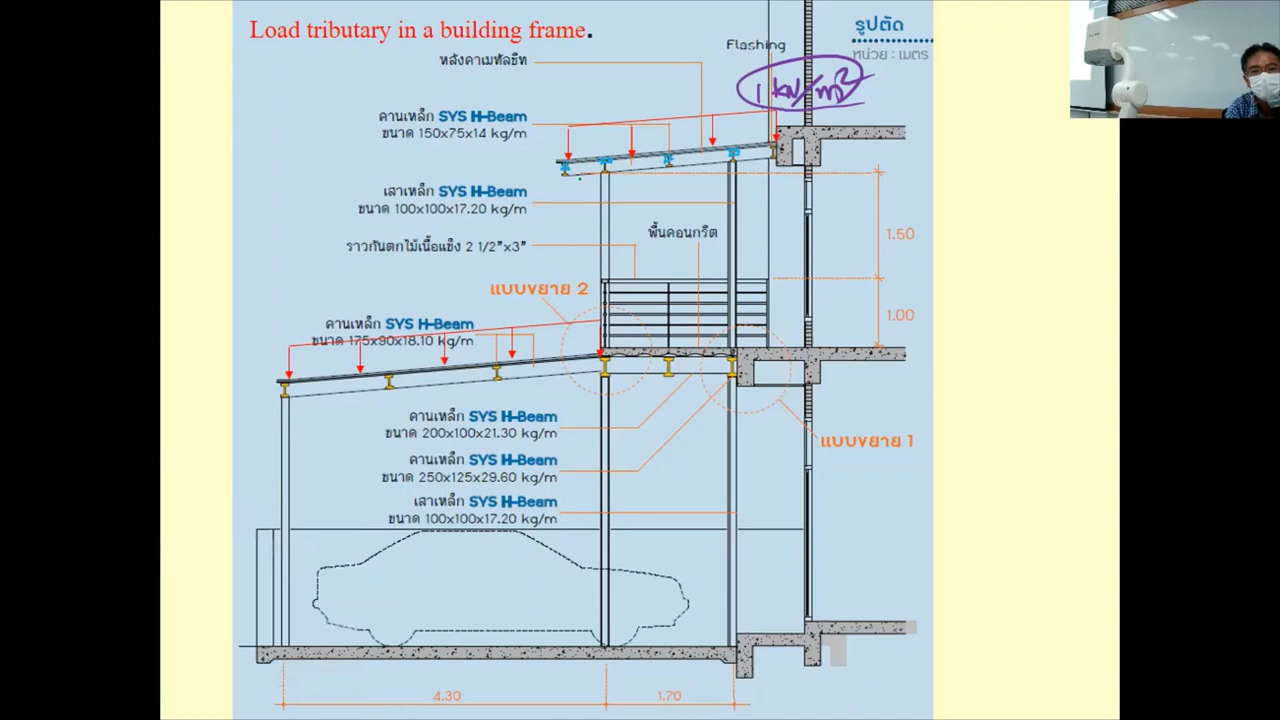 Load tributary in a building frame.
รูปตัด
หน่วย : เมตร
Flashing
หลังคาเมทัลชีท
1 kN/m²
คานเหล็ก SYS H-Beam
ขนาด 150x75x14 kg/m
เสาเหล็ก SYS H-Beam
ขนาด 100x100x17.20 kg/m
พื้นคอนกรีต
1.50
ราวกันตกไม้เนื้อแข็ง 2 1/2"x3"
แบบขยาย 2
1.00
คานเหล็ก SYS H-Beam
ขนาด 175x90x18.10 kg/m
คานเหล็ก SYS H-Beam
ขนาด 200x100x21.30 kg/m
แบบขยาย 1
คานเหล็ก SYS H-Beam
ขนาด 250x125x29.60 kg/m
เสาเหล็ก SYS H-Beam
ขนาด 100x100x17.20 kg/m
4.30
1.70